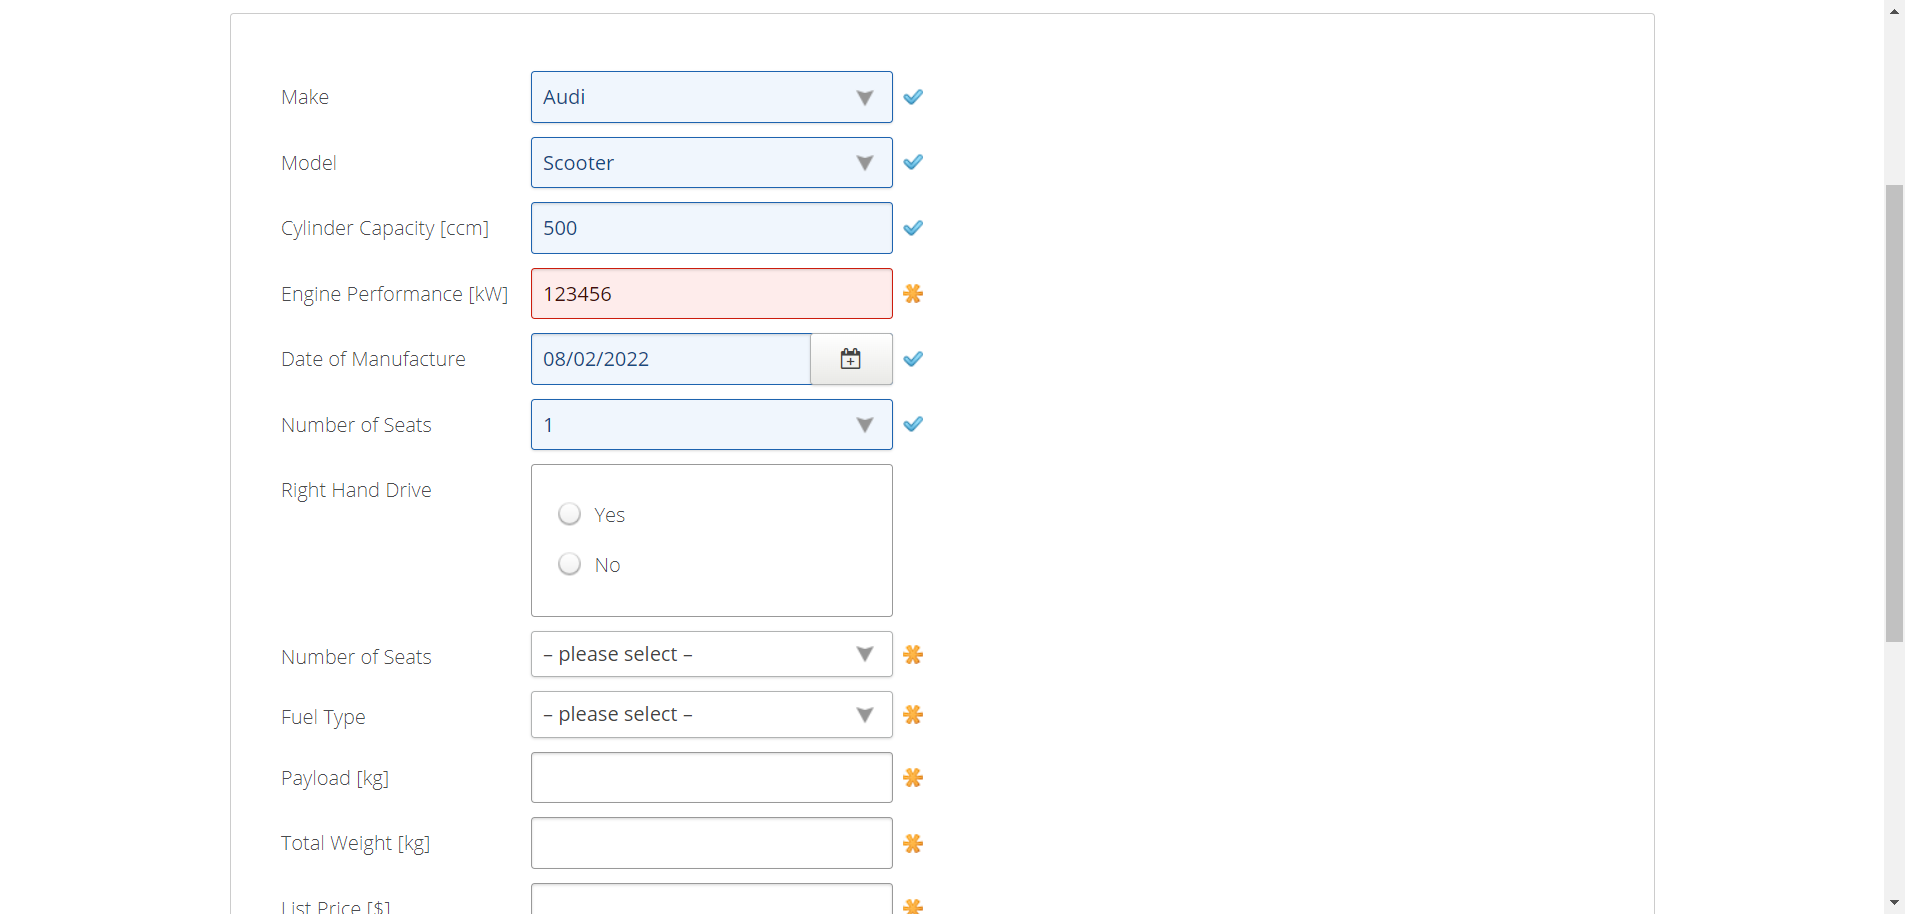 Make
Audi
Model
Scooter
Cylinder Capacity [ccm]
500
Engine Performance [kW]
123456
Date of Manufacture
08/02/2022
Number of Seats
1
Right Hand Drive
Yes
No
Number of Seats
– please select –
Fuel Type
– please select –
Payload [kg]
Total Weight [kg]
List Price [$]